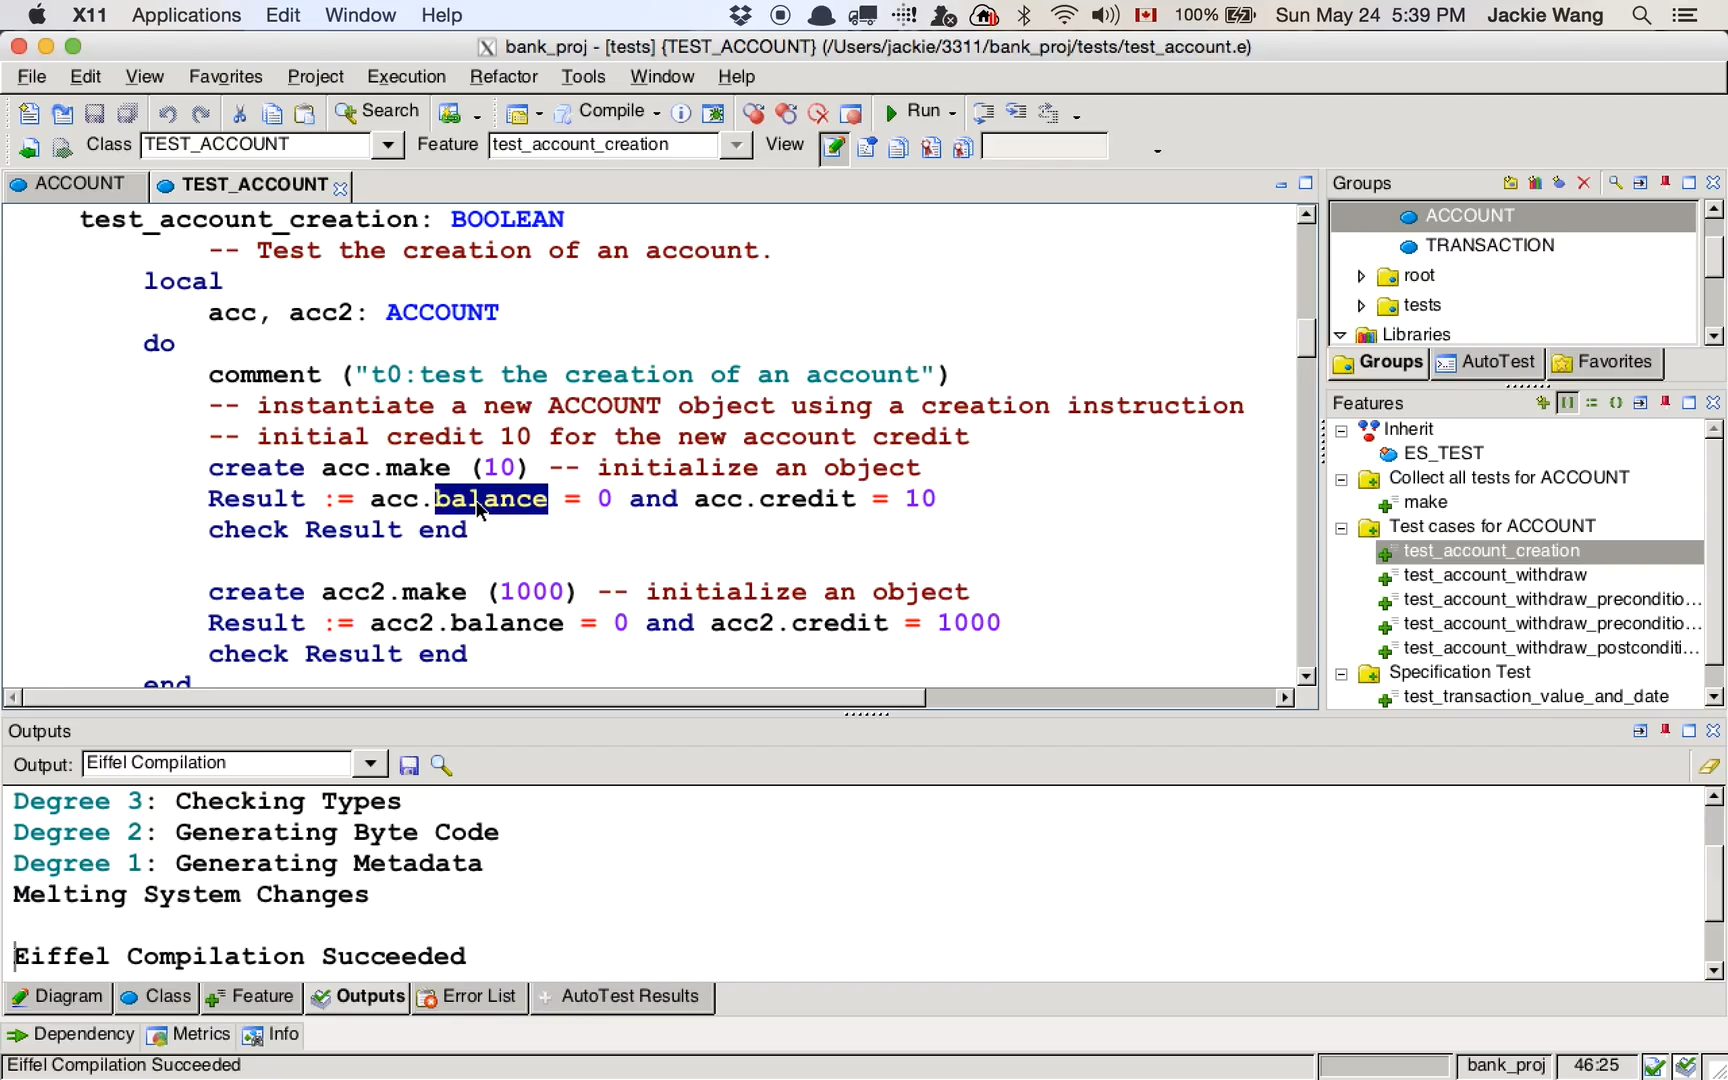 X11 Applications Edit Window Help 100% Sun May 24 5:39 PM Jackie Wang
bank_proj - [tests] {TEST_ACCOUNT} (/Users/jackie/3311/bank_proj/tests/test_account.e)
File Edit View Favorites Project Execution Refactor Tools Window Help
Search Compile Run
Class TEST_ACCOUNT Feature test_account_creation View
ACCOUNT TEST_ACCOUNT
test_account_creation: BOOLEAN
-- Test the creation of an account.
local
acc, acc2: ACCOUNT
do
comment ("t0:test the creation of an account")
-- instantiate a new ACCOUNT object using a creation instruction
-- initial credit 10 for the new account credit
create acc.make (10) -- initialize an object
Result := acc.balance = 0 and acc.credit = 10
check Result end
create acc2.make (1000) -- initialize an object
Result := acc2.balance = 0 and acc2.credit = 1000
check Result end
end
Groups
ACCOUNT
TRANSACTION
root
tests
Libraries
Groups AutoTest Favorites
Features
Inherit
ES_TEST
Collect all tests for ACCOUNT
make
Test cases for ACCOUNT
test_account_creation
test_account_withdraw
test_account_withdraw_preconditio...
test_account_withdraw_preconditio...
test_account_withdraw_postconditi...
Specification Test
test_transaction_value_and_date
Outputs
Output: Eiffel Compilation
Degree 3: Checking Types
Degree 2: Generating Byte Code
Degree 1: Generating Metadata
Melting System Changes
Eiffel Compilation Succeeded
Diagram Class Feature Outputs Error List AutoTest Results
Dependency Metrics Info
Eiffel Compilation Succeeded bank_proj 46:25